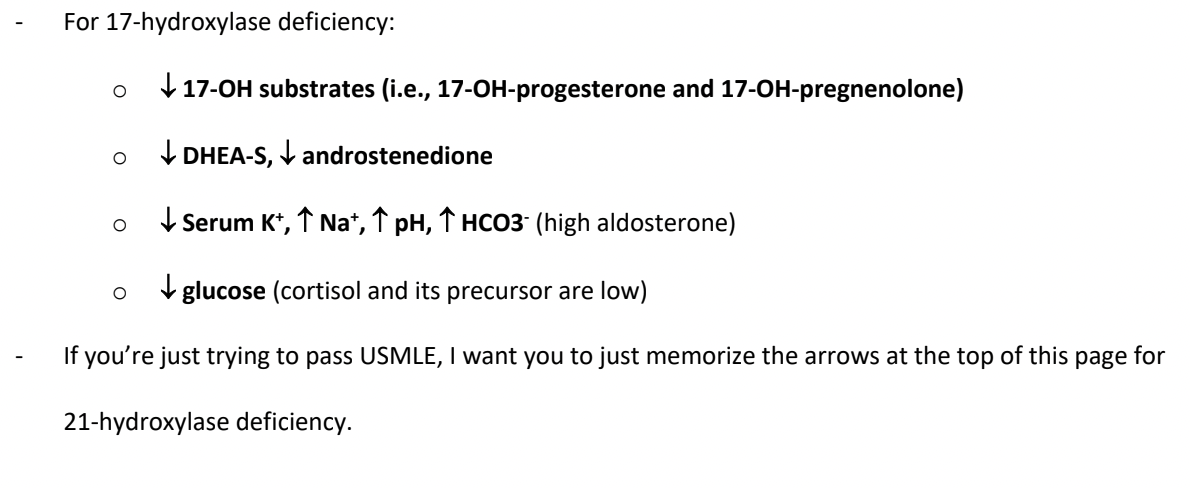 - For 17-hydroxylase deficiency:
o ↓ 17-OH substrates (i.e., 17-OH-progesterone and 17-OH-pregnenolone)
o ↓ DHEA-S, ↓ androstenedione
o ↓ Serum K⁺, ↑ Na⁺, ↑ pH, ↑ HCO3⁻ (high aldosterone)
o ↓ glucose (cortisol and its precursor are low)
- If you’re just trying to pass USMLE, I want you to just memorize the arrows at the top of this page for
21-hydroxylase deficiency.